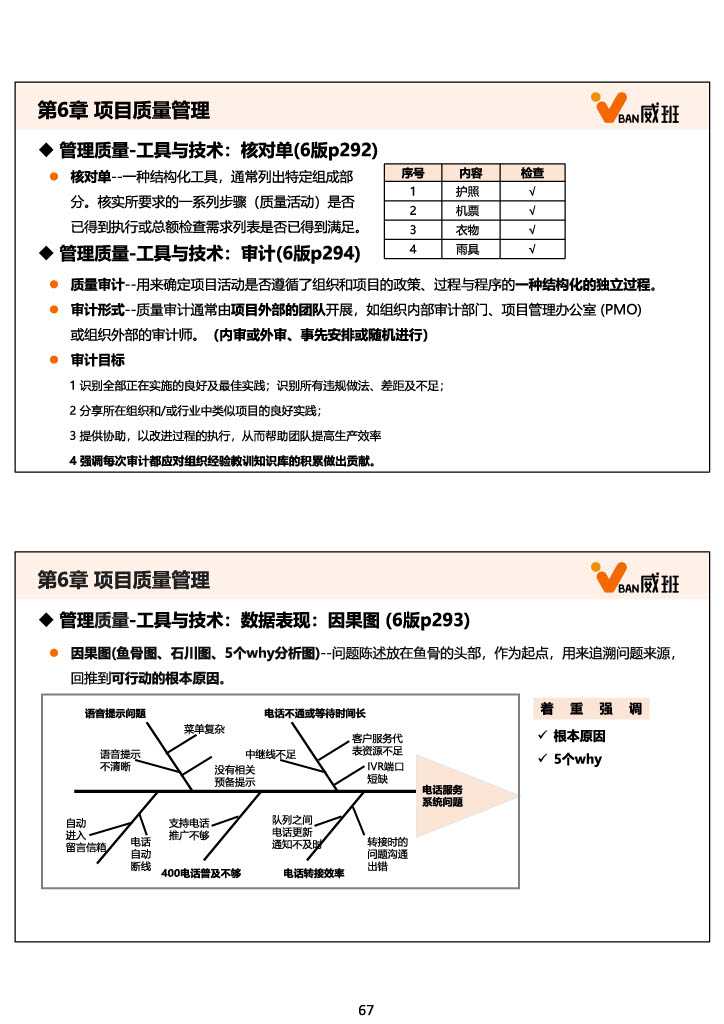 第6章 项目质量管理
VBAN威班
◆ 管理质量-工具与技术：核对单(6版p292)
● 核对单--一种结构化工具，通常列出特定组成部
分。核实所要求的一系列步骤（质量活动）是否
已得到执行或总额检查需求列表是否已得到满足。
序号 内容 检查
1 护照 √
2 机票 √
3 衣物 √
4 雨具 √
◆ 管理质量-工具与技术：审计(6版p294)
● 质量审计--用来确定项目活动是否遵循了组织和项目的政策、过程与程序的一种结构化的独立过程。
● 审计形式--质量审计通常由项目外部的团队开展，如组织内部审计部门、项目管理办公室 (PMO)
或组织外部的审计师。（内审或外审、事先安排或随机进行）
● 审计目标
1 识别全部正在实施的良好及最佳实践；识别所有违规做法、差距及不足；
2 分享所在组织和/或行业中类似项目的良好实践；
3 提供协助，以改进过程的执行，从而帮助团队提高生产效率
4 强调每次审计都应对组织经验教训知识库的积累做出贡献。
第6章 项目质量管理
VBAN威班
◆ 管理质量-工具与技术：数据表现：因果图 (6版p293)
● 因果图(鱼骨图、石川图、5个why分析图)--问题陈述放在鱼骨的头部，作为起点，用来追溯问题来源，
回推到可行动的根本原因。
语音提示问题
电话不通或等待时间长
菜单复杂
语音提示
不清晰
没有相关
预备提示
中继线不足
客户服务代
表资源不足
IVR端口
短缺
电话服务
系统问题
自动
进入
留言信箱
电话
自动
断线
支持电话
推广不够
队列之间
电话更新
通知不及时
转接时的
问题沟通
出错
400电话普及不够
电话转接效率
着 重 强 调
✓ 根本原因
✓ 5个why
67